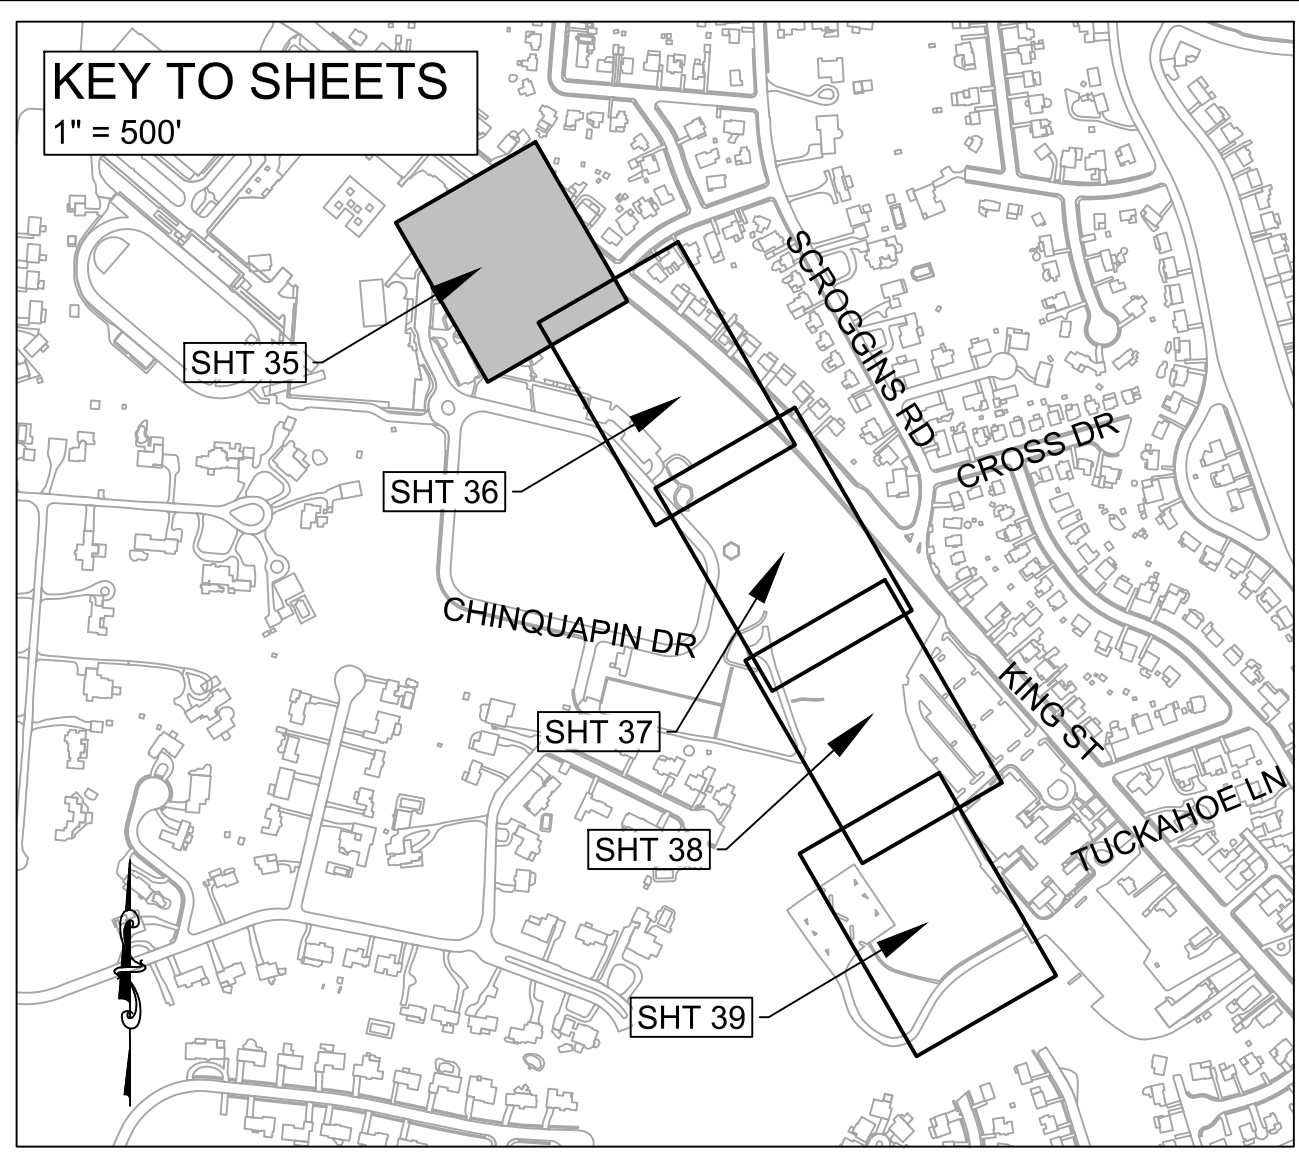 KEY TO SHEETS
1" = 500'
SCROGGINS RD
SHT 35
CROSS DR
SHT 36
CHINQUAPIN DR
KING ST
SHT 37
TUCKAHOE LN
SHT 38
SHT 39